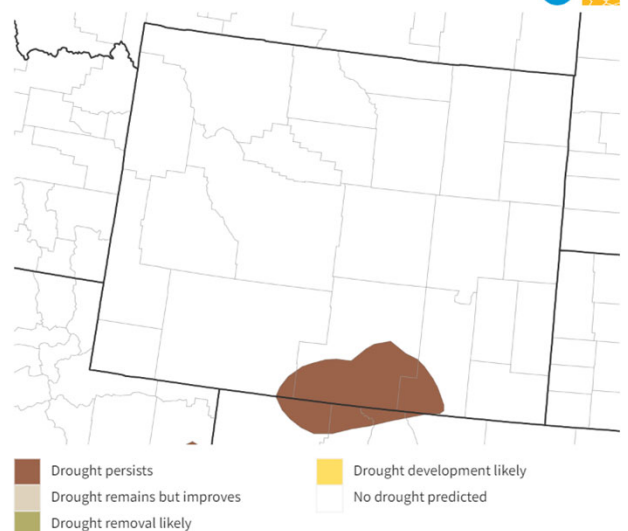 Drought persists
Drought remains but improves
Drought removal likely
Drought development likely
No drought predicted